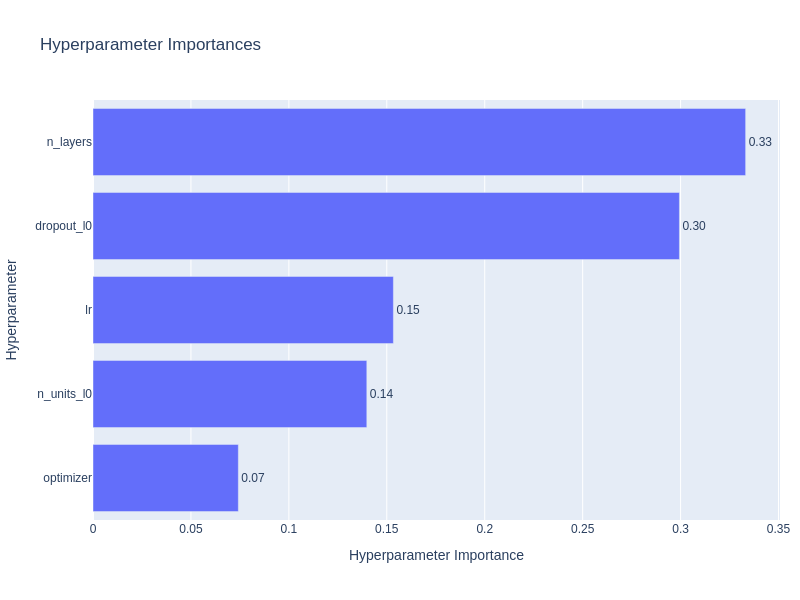 Hyperparameter Importances
Hyperparameter
n_layers 0.33
dropout_l0 0.30
lr 0.15
n_units_l0 0.14
optimizer 0.07
0 0.05 0.1 0.15 0.2 0.25 0.3 0.35
Hyperparameter Importance